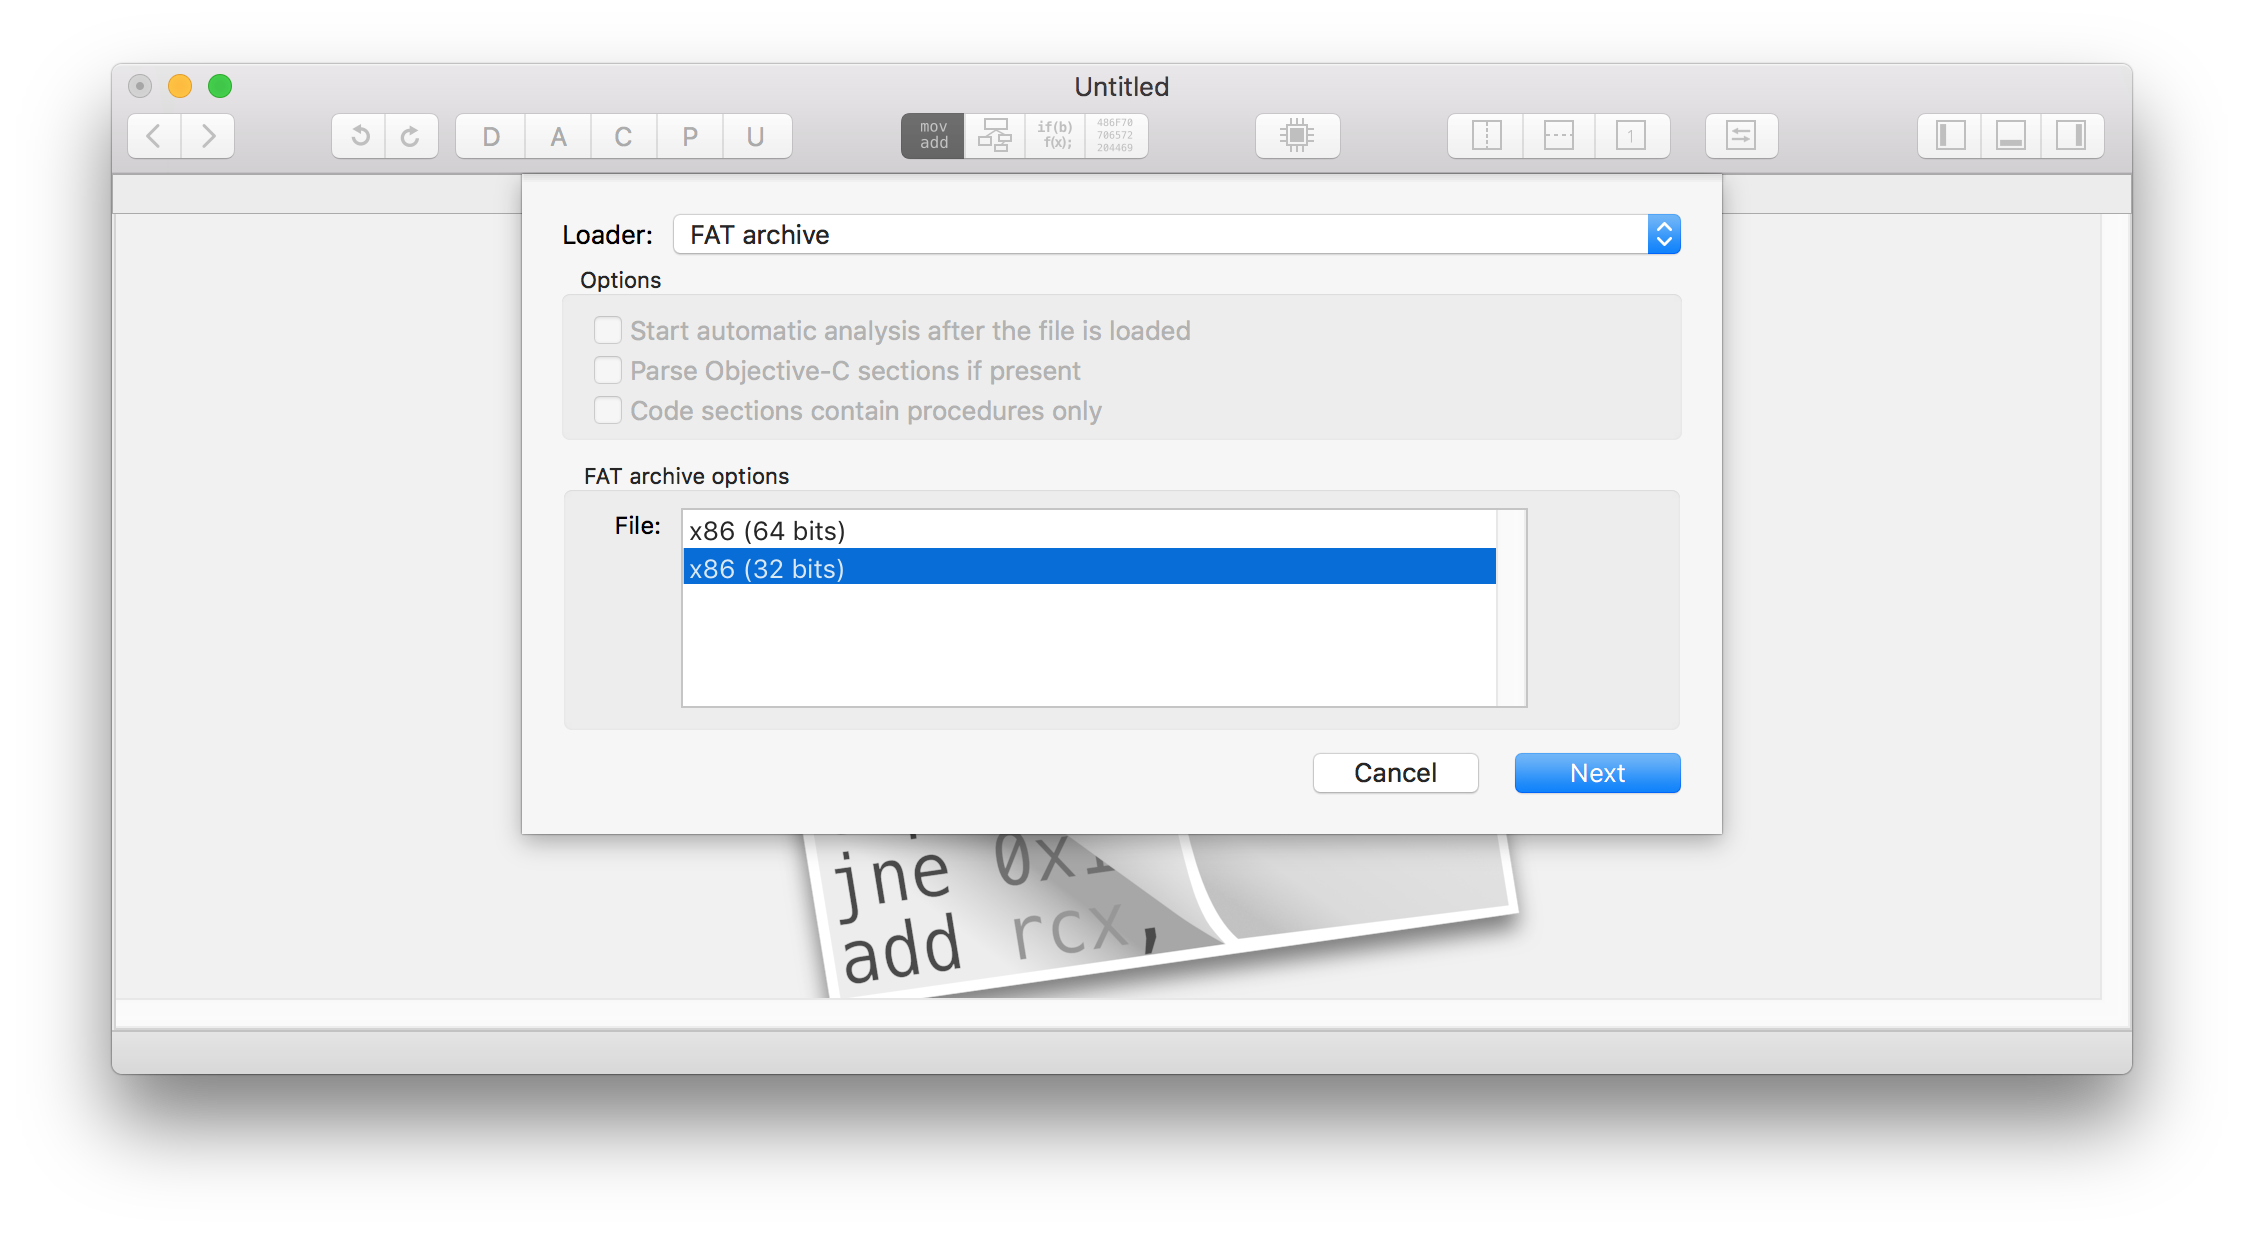 Untitled
D A C P U
mov
add
if(b)
f(x);
486F70
706572
204469
1
Loader: FAT archive
Options
Start automatic analysis after the file is loaded
Parse Objective-C sections if present
Code sections contain procedures only
FAT archive options
File: x86 (64 bits)
x86 (32 bits)
Cancel Next
jne 0x1
add rcx,